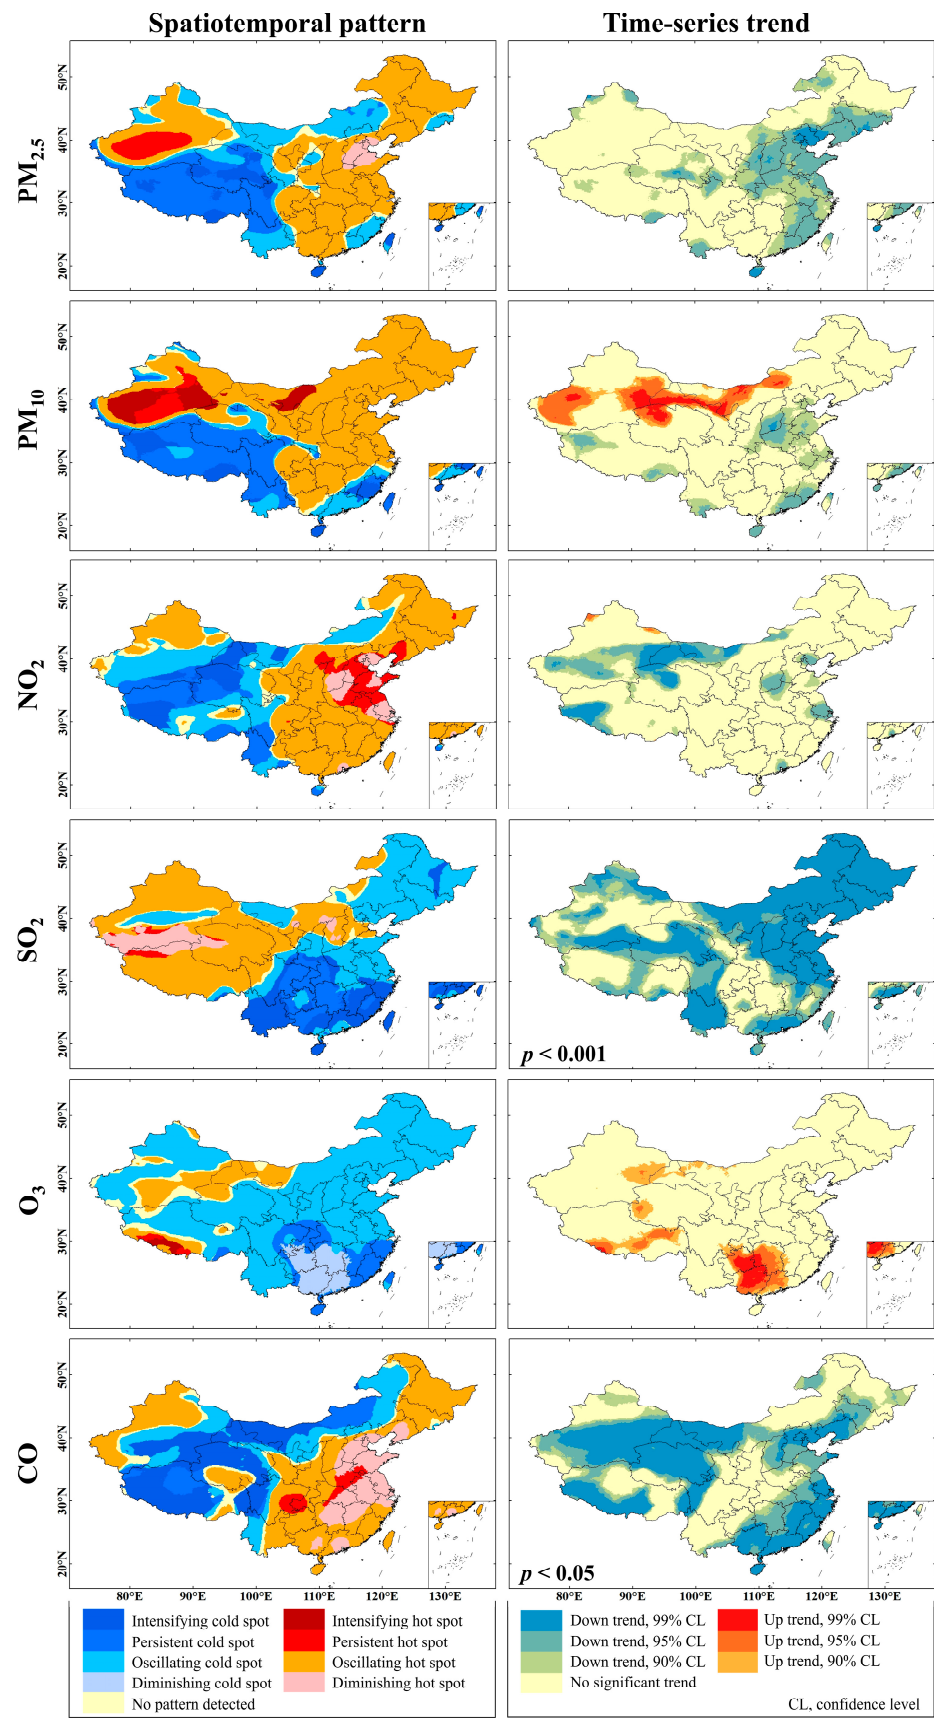 Spatiotemporal pattern
Time-series trend
PM2.5
50°N
40°N
30°N
20°N
PM10
50°N
40°N
30°N
20°N
NO2
50°N
40°N
30°N
20°N
SO2
50°N
40°N
30°N
20°N
p < 0.001
O3
50°N
40°N
30°N
20°N
CO
50°N
40°N
30°N
20°N
p < 0.05
80°E 90°E 100°E 110°E 120°E 130°E
80°E 90°E 100°E 110°E 120°E 130°E
Intensifying cold spot
Persistent cold spot
Oscillating cold spot
Diminishing cold spot
No pattern detected
Intensifying hot spot
Persistent hot spot
Oscillating hot spot
Diminishing hot spot
Down trend, 99% CL
Down trend, 95% CL
Down trend, 90% CL
No significant trend
Up trend, 99% CL
Up trend, 95% CL
Up trend, 90% CL
CL, confidence level